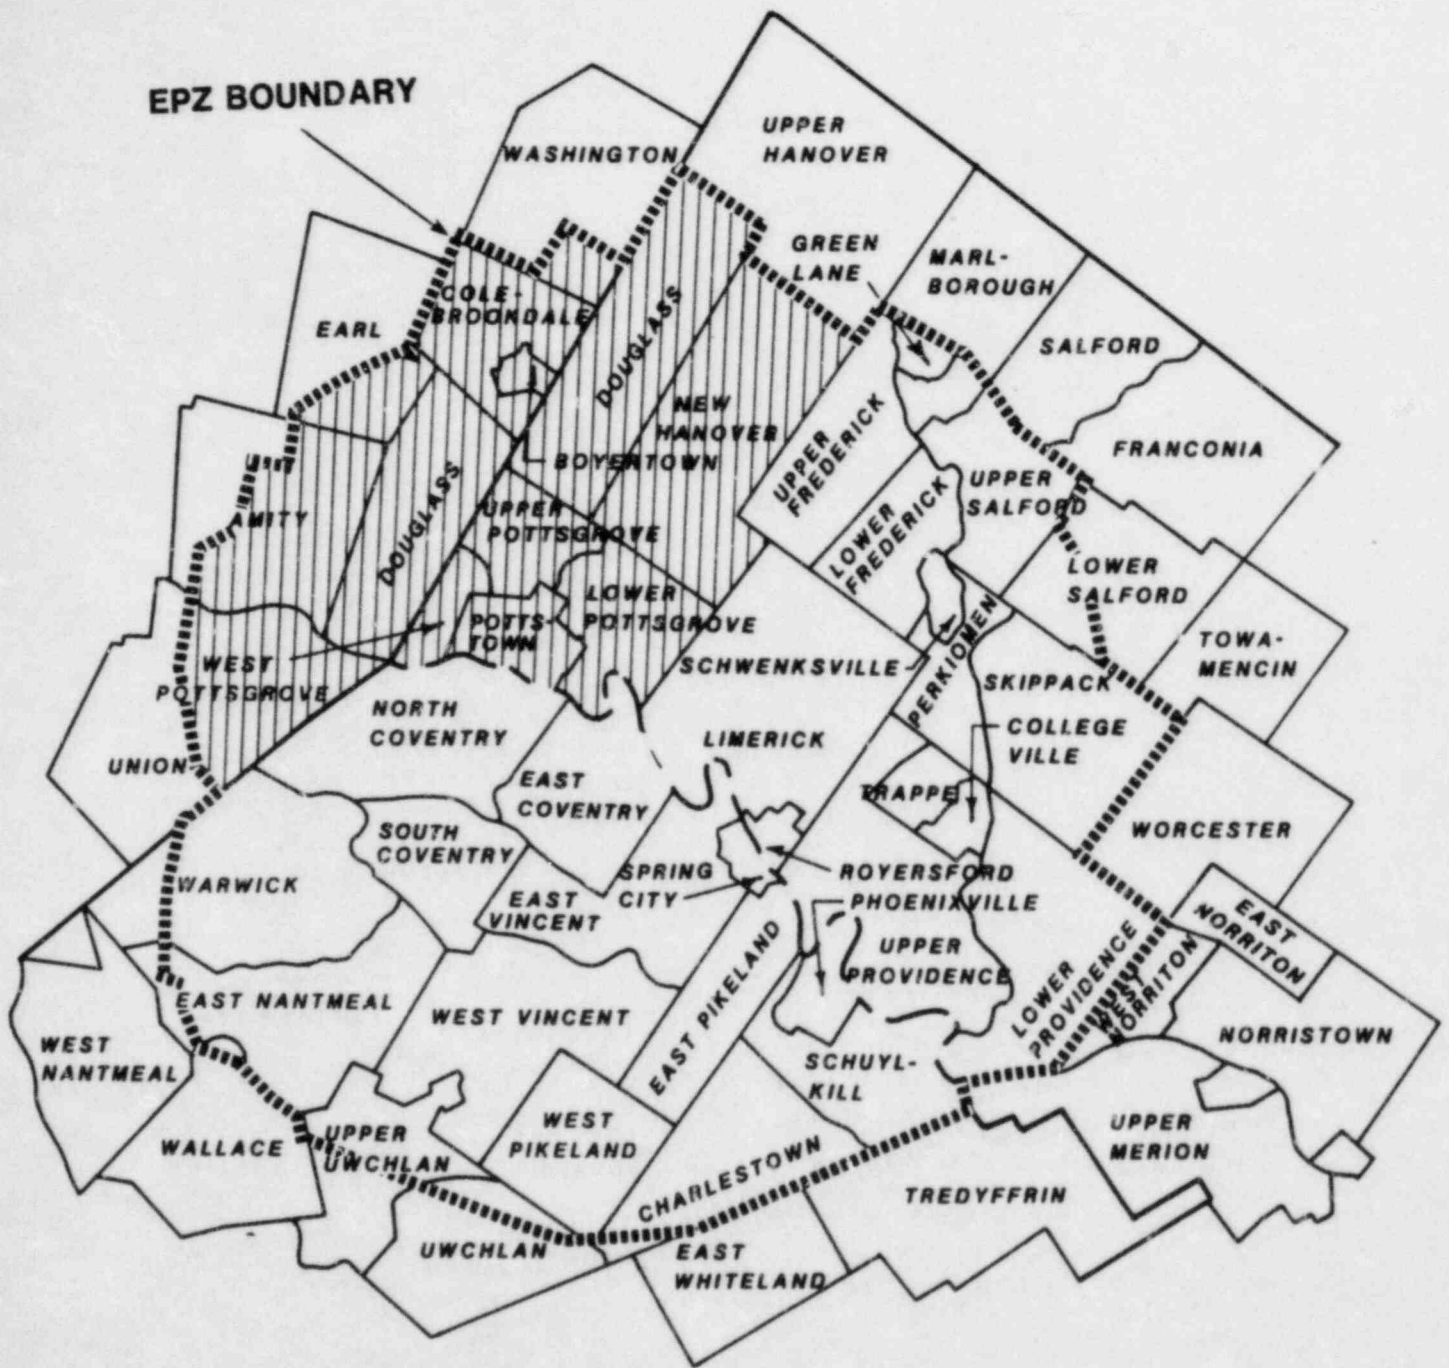 EPZ BOUNDARY
WASHINGTON
UPPER
HANOVER
GREEN
LANE
MARL-
BOROUGH
COLE-
BROOKDALE
EARL
DOUGLASS
SALFORD
NEW
HANOVER
BOYERTOWN
UPPER
FREDERICK
FRANCONIA
UPPER
SALFORD
AMITY
DOUGLASS
UPPER
POTTSGROVE
LOWER
FREDERICK
LOWER
SALFORD
LOWER
POTTSGROVE
POTTS-
TOWN
WEST
POTTSGROVE
SCHWENKSVILLE
PERKIOMEN
SKIPPACK
TOWA-
MENCIN
NORTH
COVENTRY
LIMERICK
COLLEGE
VILLE
UNION
EAST
COVENTRY
TRAPPE
SOUTH
COVENTRY
WORCESTER
WARWICK
SPRING
CITY
ROYERSFORD
PHOENIXVILLE
EAST
VINCENT
EAST
NORRITON
UPPER
PROVIDENCE
EAST PIKELAND
LOWER
PROVIDENCE
WEST
NORRITON
EAST NANTMEAL
WEST VINCENT
NORRISTOWN
WEST
NANTMEAL
SCHUYL-
KILL
WALLACE
UPPER
UWCHLAN
WEST
PIKELAND
UPPER
MERION
CHARLESTOWN
TREDYFFRIN
UWCHLAN
EAST
WHITELAND